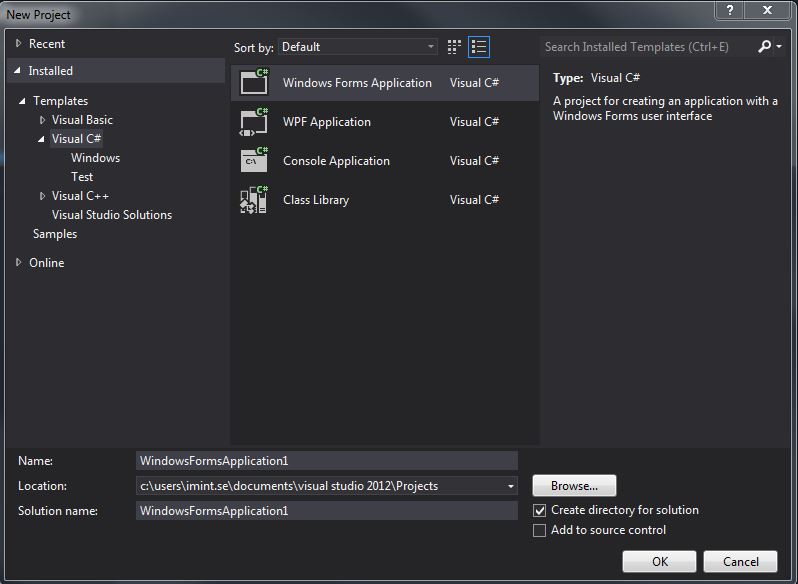 New Project
?
x
Recent
Installed
Templates
Visual Basic
Visual C#
Windows
Test
Visual C++
Visual Studio Solutions
Samples
Online
Sort by: Default
C# Windows Forms Application Visual C#
C# WPF Application Visual C#
C# C:\ Console Application Visual C#
C# Class Library Visual C#
Search Installed Templates (Ctrl+E)
Type: Visual C#
A project for creating an application with a
Windows Forms user interface
Name: WindowsFormsApplication1
Location: c:\users\imint.se\documents\visual studio 2012\Projects
Browse...
Solution name: WindowsFormsApplication1
Create directory for solution
Add to source control
OK
Cancel